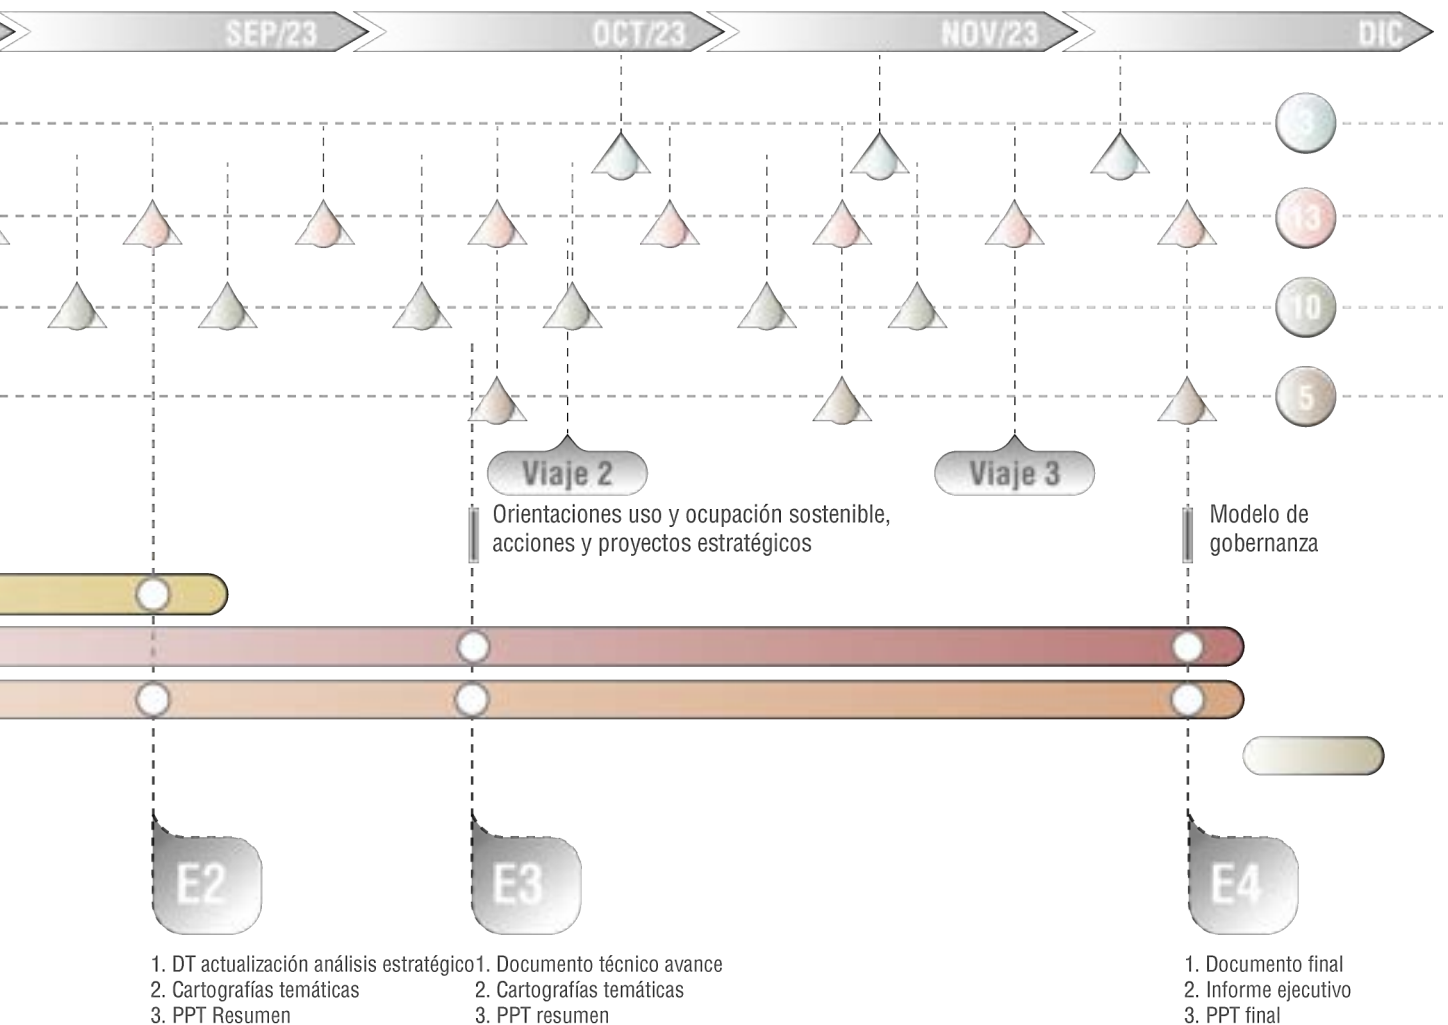 SEP/23
OCT/23
NOV/23
DIC
3
13
10
5
Viaje 2
Viaje 3
Orientaciones uso y ocupación sostenible,
acciones y proyectos estratégicos
Modelo de
gobernanza
E2
E3
E4
1. DT actualización análisis estratégico
2. Cartografías temáticas
3. PPT Resumen
1. Documento técnico avance
2. Cartografías temáticas
3. PPT resumen
1. Documento final
2. Informe ejecutivo
3. PPT final